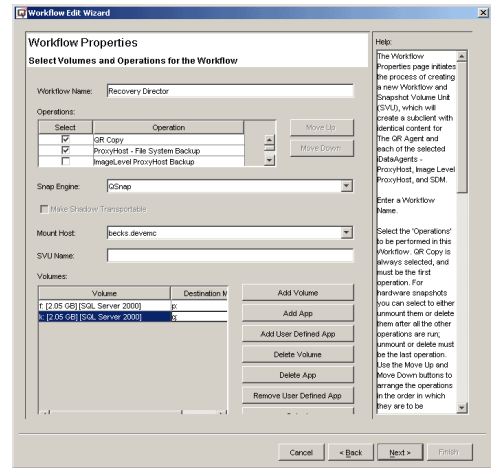 Workflow Edit Wizard
Workflow Properties
Select Volumes and Operations for the Workflow
Workflow Name: Recovery Director
Operations:
Select Operation
QR Copy
ProxyHost - File System Backup
ImageLevel ProxyHost Backup
Move Up
Move Down
Snap Engine: QSnap
Make Shadow Transportable
Mount Host: becks.devemc
SVU Name:
Volumes:
Volume Destination M
f: [2.05 GB] [SQL Server 2000] p:
k: [2.05 GB] [SQL Server 2000] q:
Add Volume
Add App
Add User Defined App
Delete Volume
Delete App
Remove User Defined App
Help:
The Workflow
Properties page initiates
the process of creating
a new Workflow and
Snapshot Volume Unit
(SVU), which will
create a subclient with
identical content for
The QR Agent and
each of the selected
iDataAgents -
ProxyHost, Image Level
ProxyHost, and SDM.
Enter a Workflow
Name.
Select the 'Operations'
to be performed in this
Workflow. QR Copy is
always selected, and
must be the first
operation. For
hardware snapshots
you can select to either
unmount them or delete
them after all the other
operations are run;
unmount or delete must
be the last operation.
Use the Move Up and
Move Down buttons to
arrange the operations
in the order in which
they are to be
Cancel
< Back
Next >
Finish